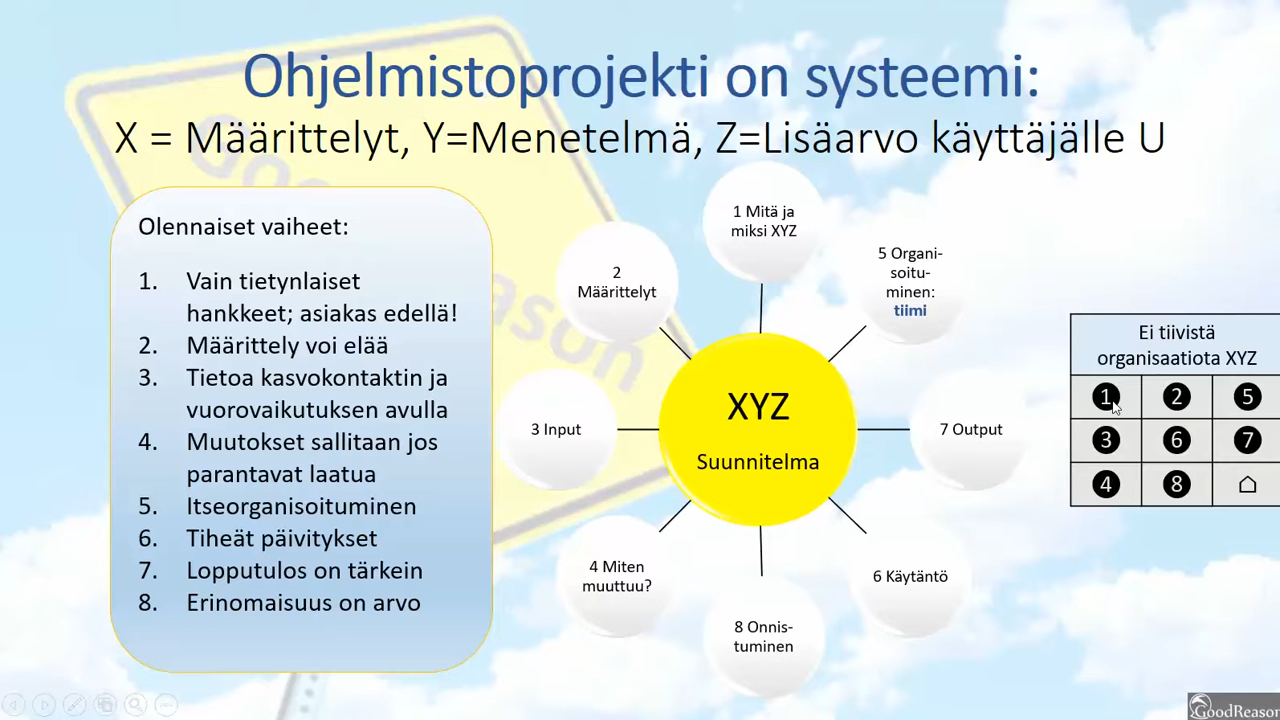 Ohjelmistoprojekti on systeemi:
X = Määrittelyt, Y=Menetelmä, Z=Lisäarvo käyttäjälle U
Olennaiset vaiheet:
1. Vain tietynlaiset
hankkeet; asiakas edellä!
2. Määrittely voi elää
3. Tietoa kasvokontaktin ja
vuorovaikutuksen avulla
4. Muutokset sallitaan jos
parantavat laatua
5. Itseorganisoituminen
6. Tiheät päivitykset
7. Lopputulos on tärkein
8. Erinomaisuus on arvo
1 Mitä ja
miksi XYZ
2
Määrittelyt
5 Organi-
soitu-
minen:
tiimi
3 Input
XYZ
Suunnitelma
7 Output
4 Miten
muuttuu?
6 Käytäntö
8 Onnis-
tuminen
Ei tiivistä
organisaatiota XYZ
1 2 5
3 6 7
4 8
GoodReason